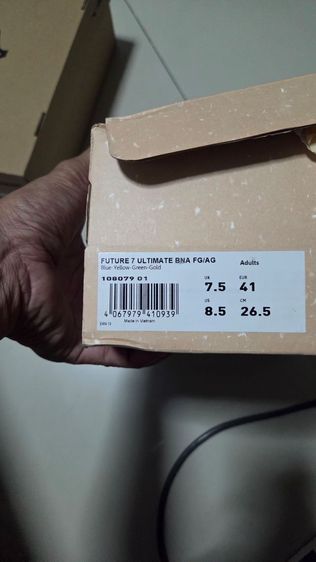 FUTURE 7 ULTIMATE BNA FG/AG
Blue-Yellow-Green-Gold
Adults
108079 01
UK EUR
7.5 41
US CM
8.5 26.5
4 067979 410939
Made in Vietnam